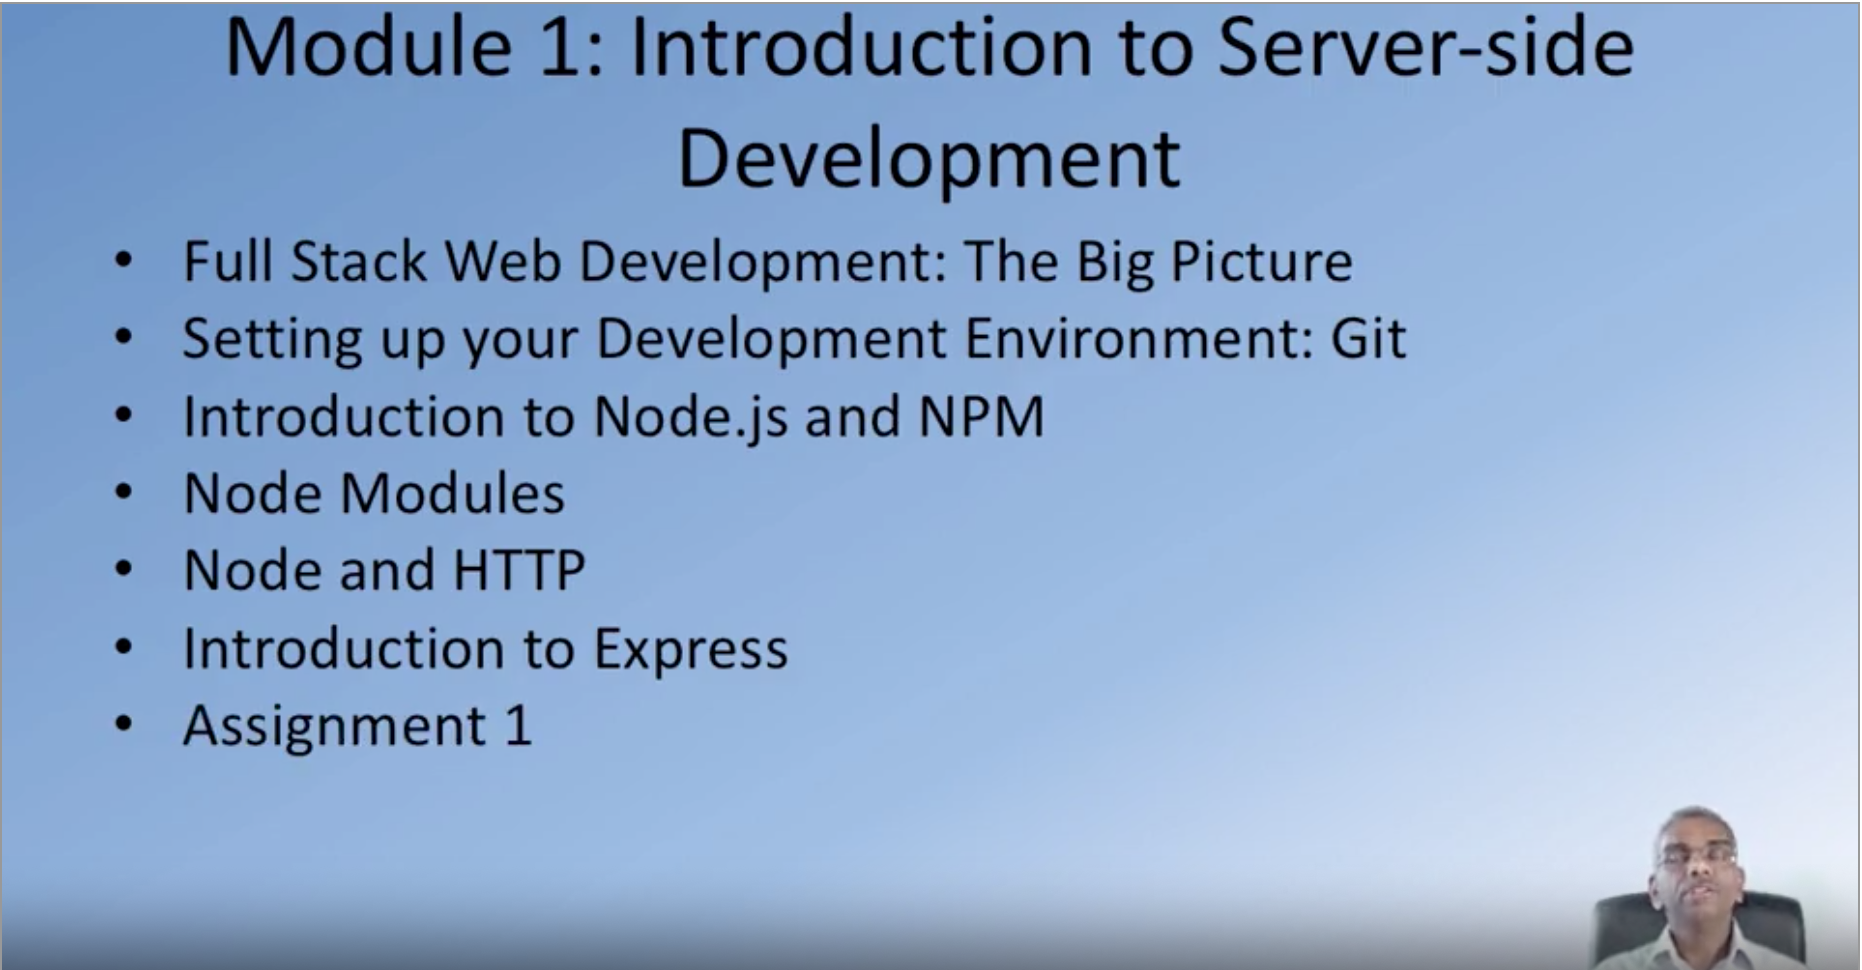 Module 1: Introduction to Server-side
Development
• Full Stack Web Development: The Big Picture
• Setting up your Development Environment: Git
• Introduction to Node.js and NPM
• Node Modules
• Node and HTTP
• Introduction to Express
• Assignment 1